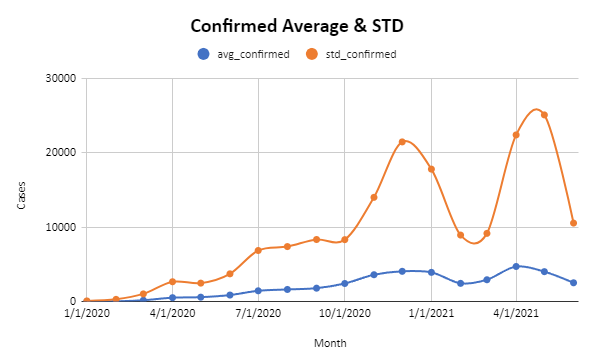 Confirmed Average & STD
avg_confirmed
std_confirmed
30000
20000
10000
0
Cases
1/1/2020
4/1/2020
7/1/2020
10/1/2020
1/1/2021
4/1/2021
Month